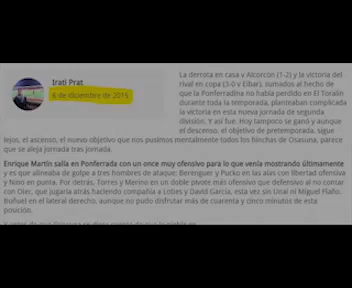 Irati Prat
6 de diciembre de 2015
La derrota en casa v Alcorcón (1-2) y la victoria del
rival en copa (3-0 v Eibar), sumados al hecho de
que la Ponferradina no había perdido en El Toralín
durante toda la temporada, planteaban complicada
la victoria en esta nueva jornada de segunda
división. Y así fue. Hoy tampoco se ganó y aunque
el descenso, el objetivo de pretemporada, sigue
lejos, el ascenso, el nuevo objetivo que nos pusimos mentalmente todos los hinchas de Osasuna, parece
que se aleja jornada tras jornada.
Enrique Martín salía en Ponferrada con un once muy ofensivo para lo que venía mostrando últimamente
y es que alineaba de golpe a tres hombres de ataque: Berenguer y Pucko en las alas con libertad ofensiva
y Nino en punta. Por detrás, Torres y Merino en un doble pivote más ofensivo que defensivo al no contar
con Oier, que jugaría atrás haciendo compañía a Lotiès y David García, esta vez sin Unai ni Miguel Flaño.
Buñuel en el lateral derecho, aunque no pudo disfrutar más de cuarenta y cinco minutos de esta
posición.